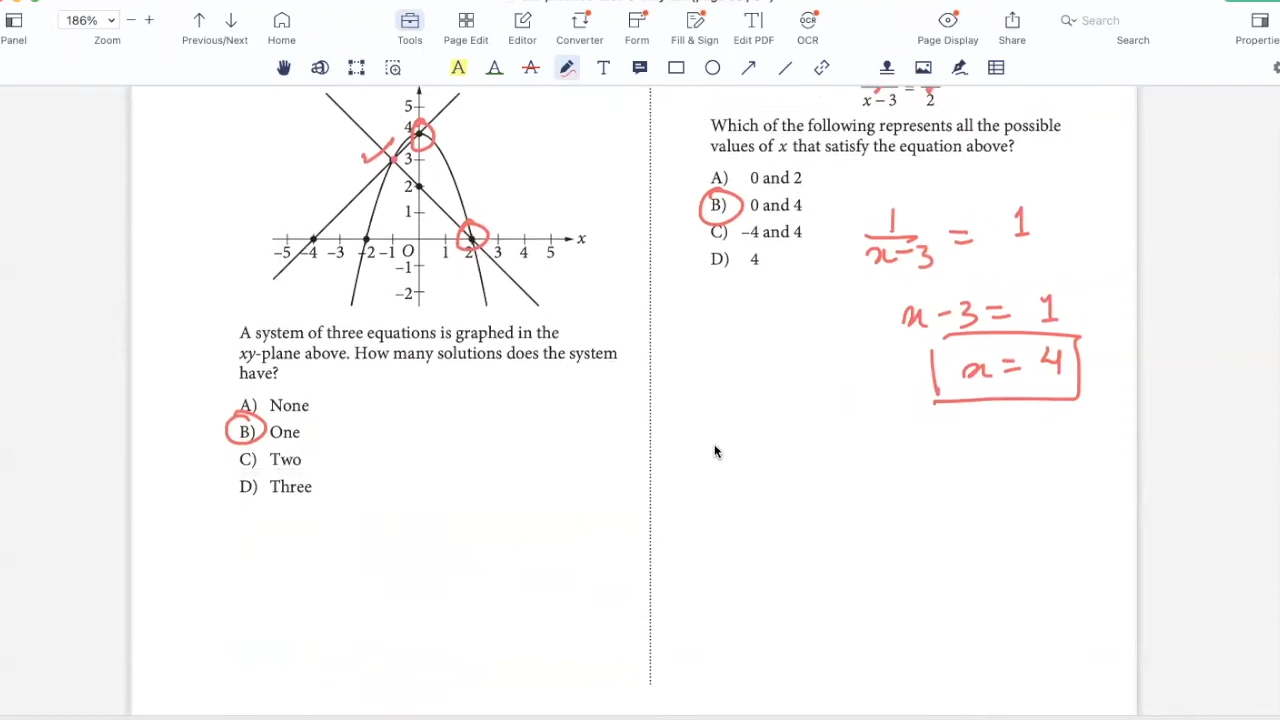 186%
Panel
Zoom
Previous/Next
Home
Tools
Page Edit
Editor
Converter
Form
Fill & Sign
Edit PDF
OCR
OCR
Page Display
Share
Search
Search
Properties
A
A
A
T
5
4
3
2
1
-5 -4 -3 -2 -1 O 1 2 3 4 5 x
-1
-2
A system of three equations is graphed in the
xy-plane above. How many solutions does the system
have?
A) None
B) One
C) Two
D) Three
x − 3 = 2
Which of the following represents all the possible
values of x that satisfy the equation above?
A) 0 and 2
B) 0 and 4
C) −4 and 4
D) 4
1
x-3 = 1
x-3 = 1
x = 4